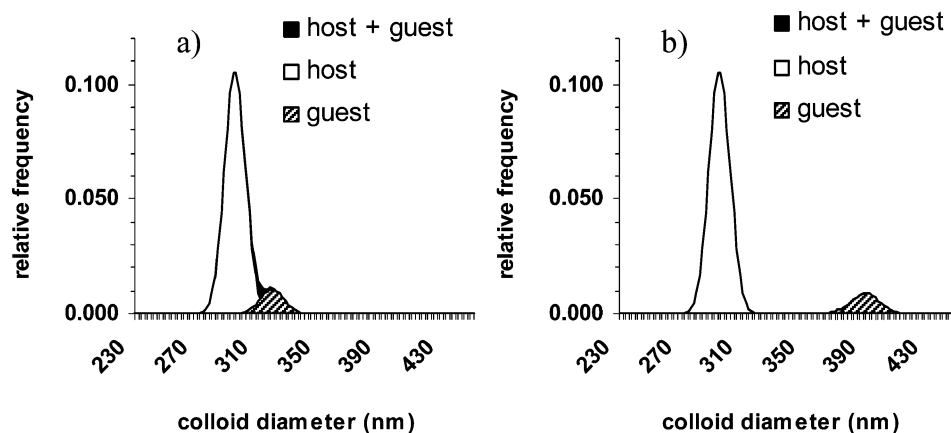 a)
host + guest
host
guest
relative frequency
0.100
0.050
0.000
230
270
310
350
390
430
colloid diameter (nm)
b)
host + guest
host
guest
relative frequency
0.100
0.050
0.000
230
270
310
350
390
430
colloid diameter (nm)